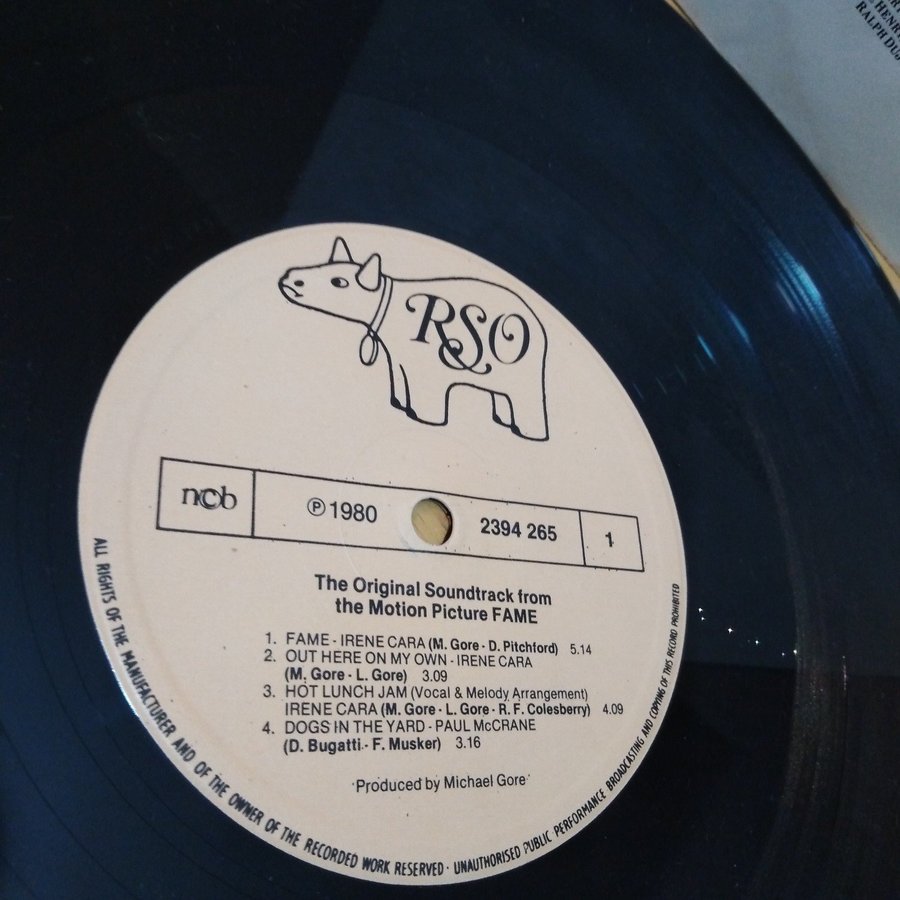 HENRY
RALPH
RSO
ncb
℗ 1980
2394 265
1
The Original Soundtrack from
the Motion Picture FAME
1. FAME - IRENE CARA (M. Gore - D. Pitchford) 5.14
2. OUT HERE ON MY OWN - IRENE CARA
(M. Gore - L. Gore) 3.09
3. HOT LUNCH JAM (Vocal & Melody Arrangement)
IRENE CARA (M. Gore - L. Gore - R. F. Colesberry) 4.09
4. DOGS IN THE YARD - PAUL McCRANE
(D. Bugatti - F. Musker) 3.16
Produced by Michael Gore
ALL RIGHTS OF THE MANUFACTURER AND OF THE OWNER OF THE RECORDED WORK RESERVED · UNAUTHORISED PUBLIC PERFORMANCE BROADCASTING AND COPYING OF THIS RECORD PROHIBITED